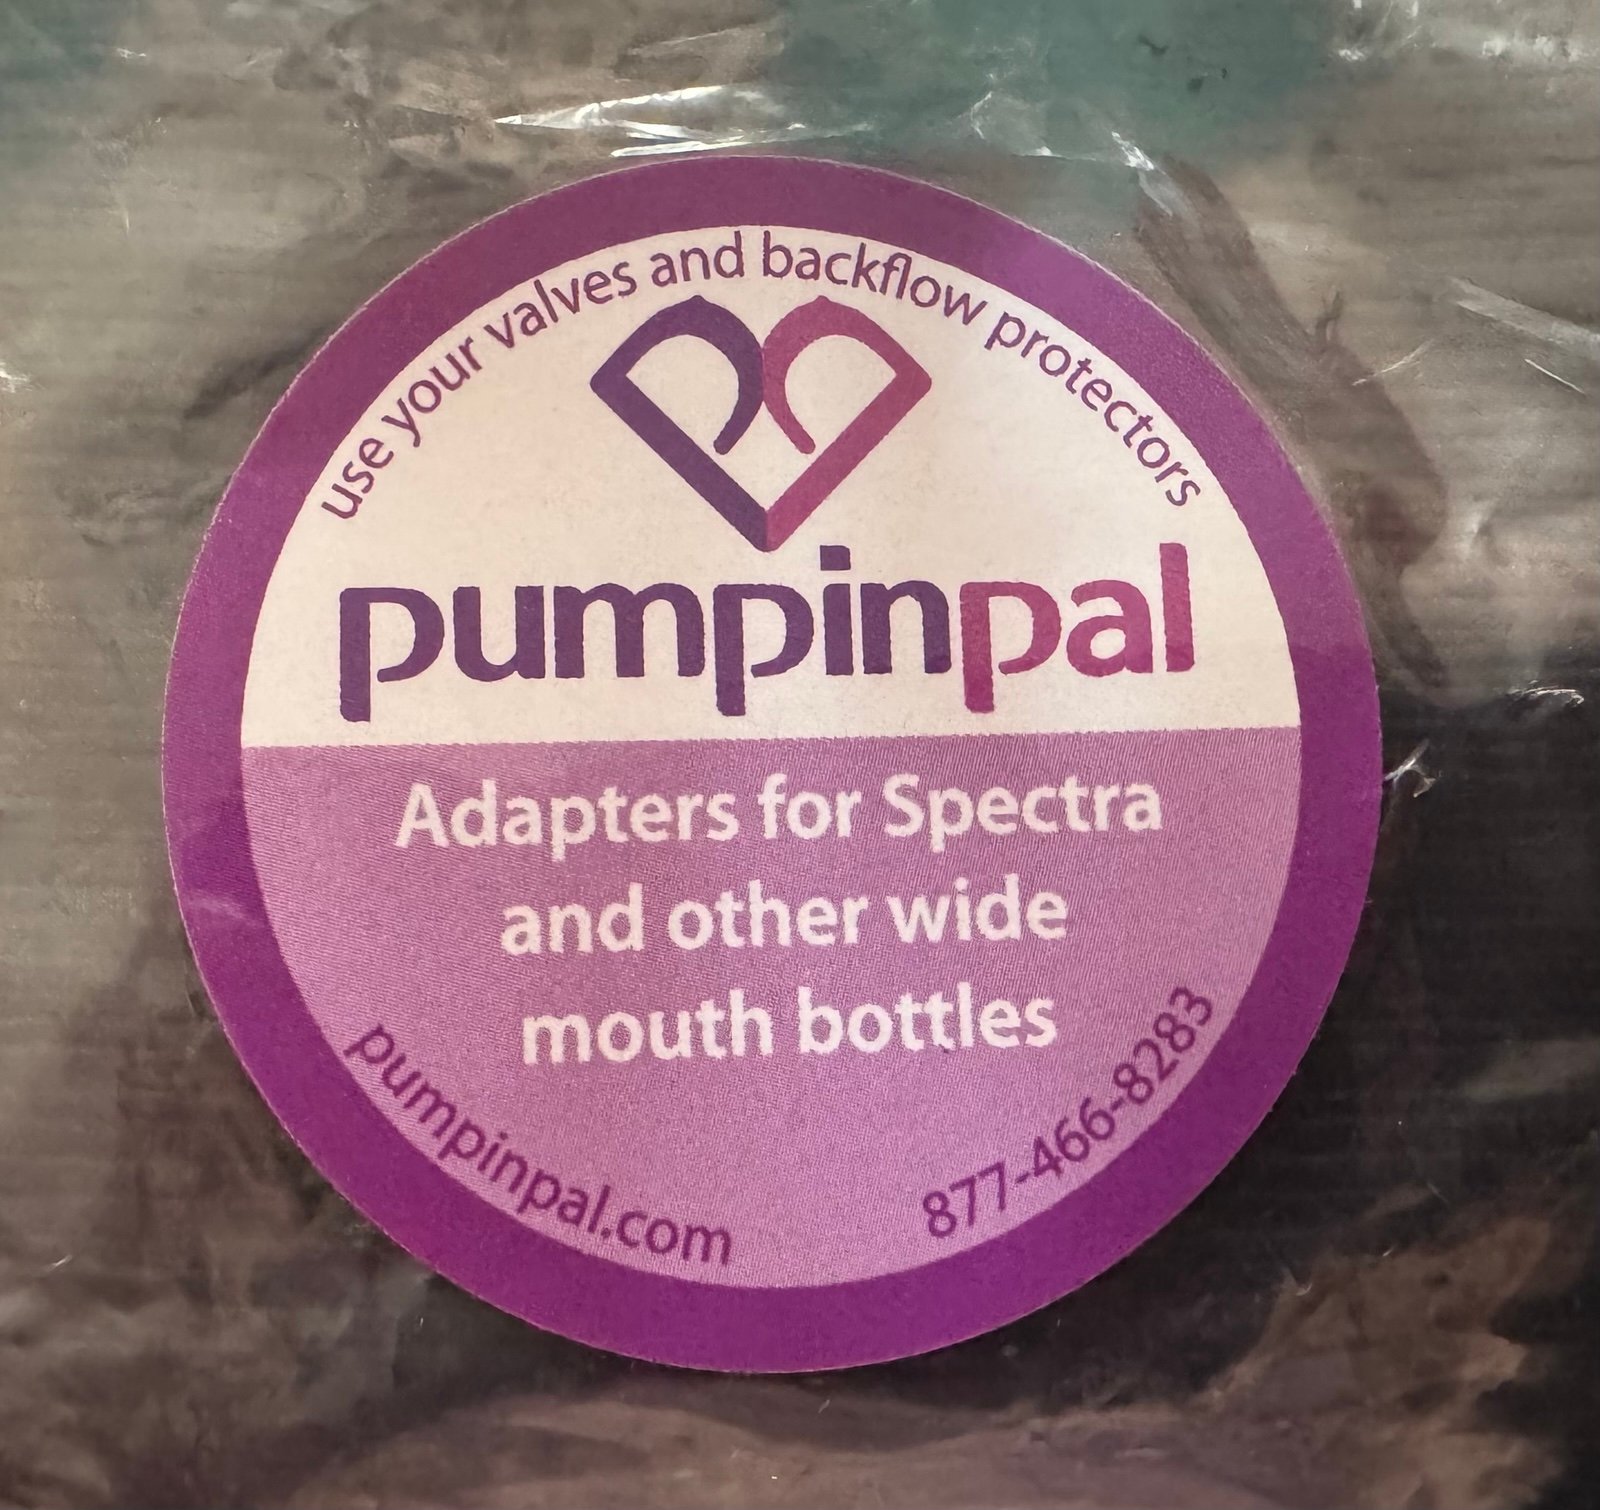 use your valves and backflow protectors
pumpinpal
Adapters for Spectra
and other wide
mouth bottles
pumpinpal.com
877-466-8283